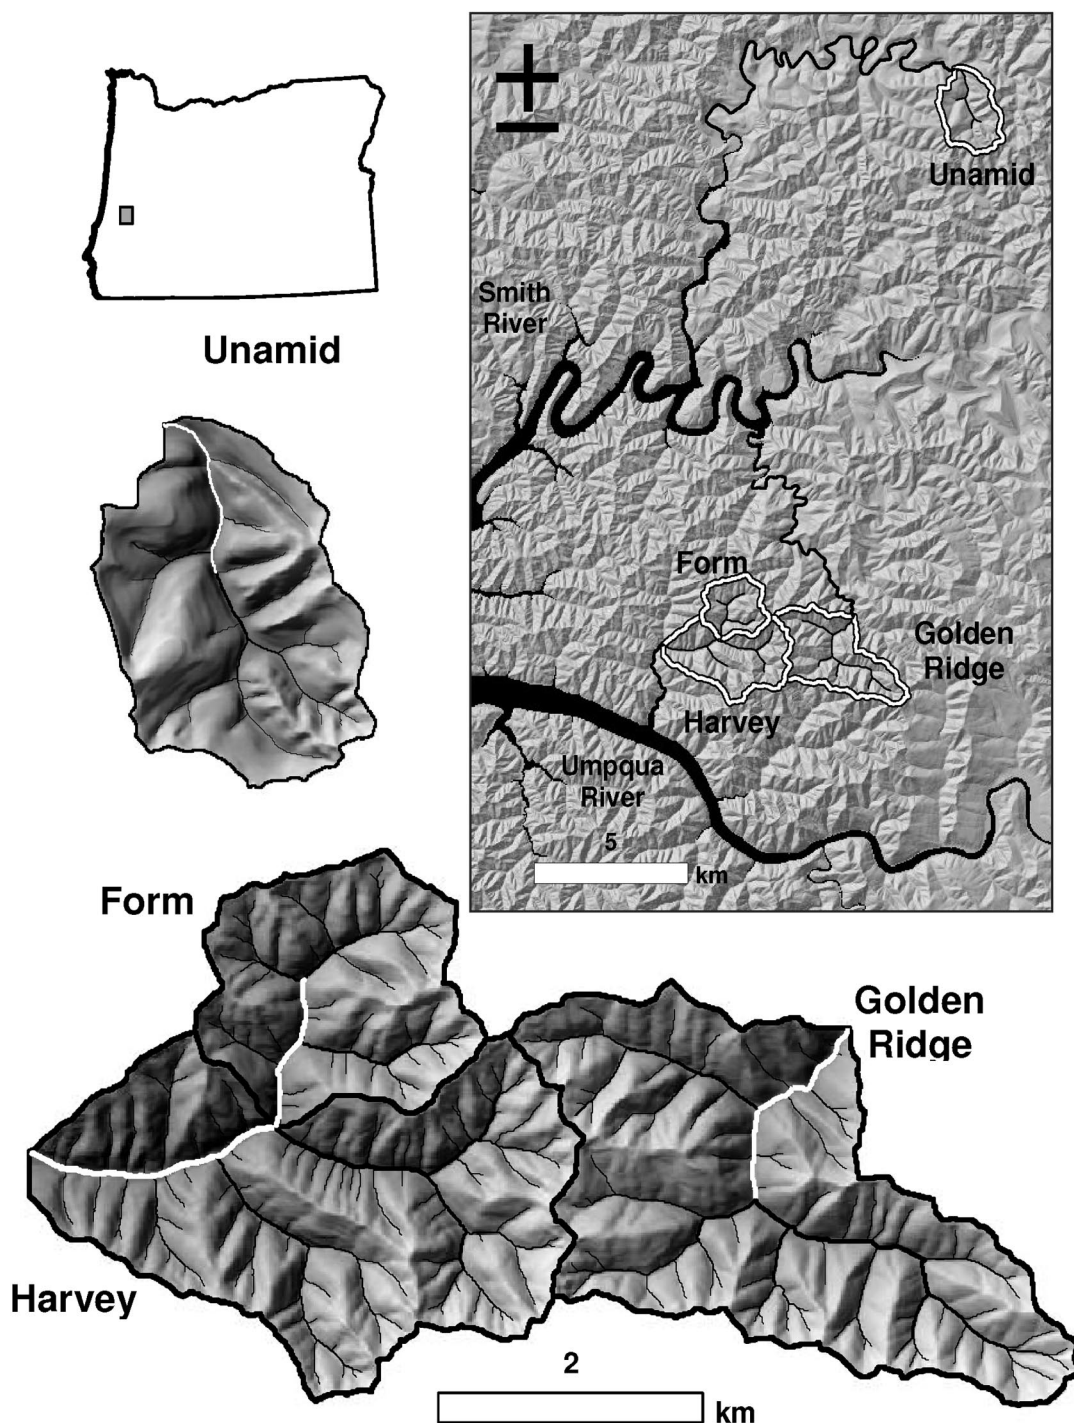 Unamid
Smith
River
Unamid
Form
Golden
Ridge
Harvey
Umpqua
River
5
km
Form
Golden
Ridge
Harvey
2
km